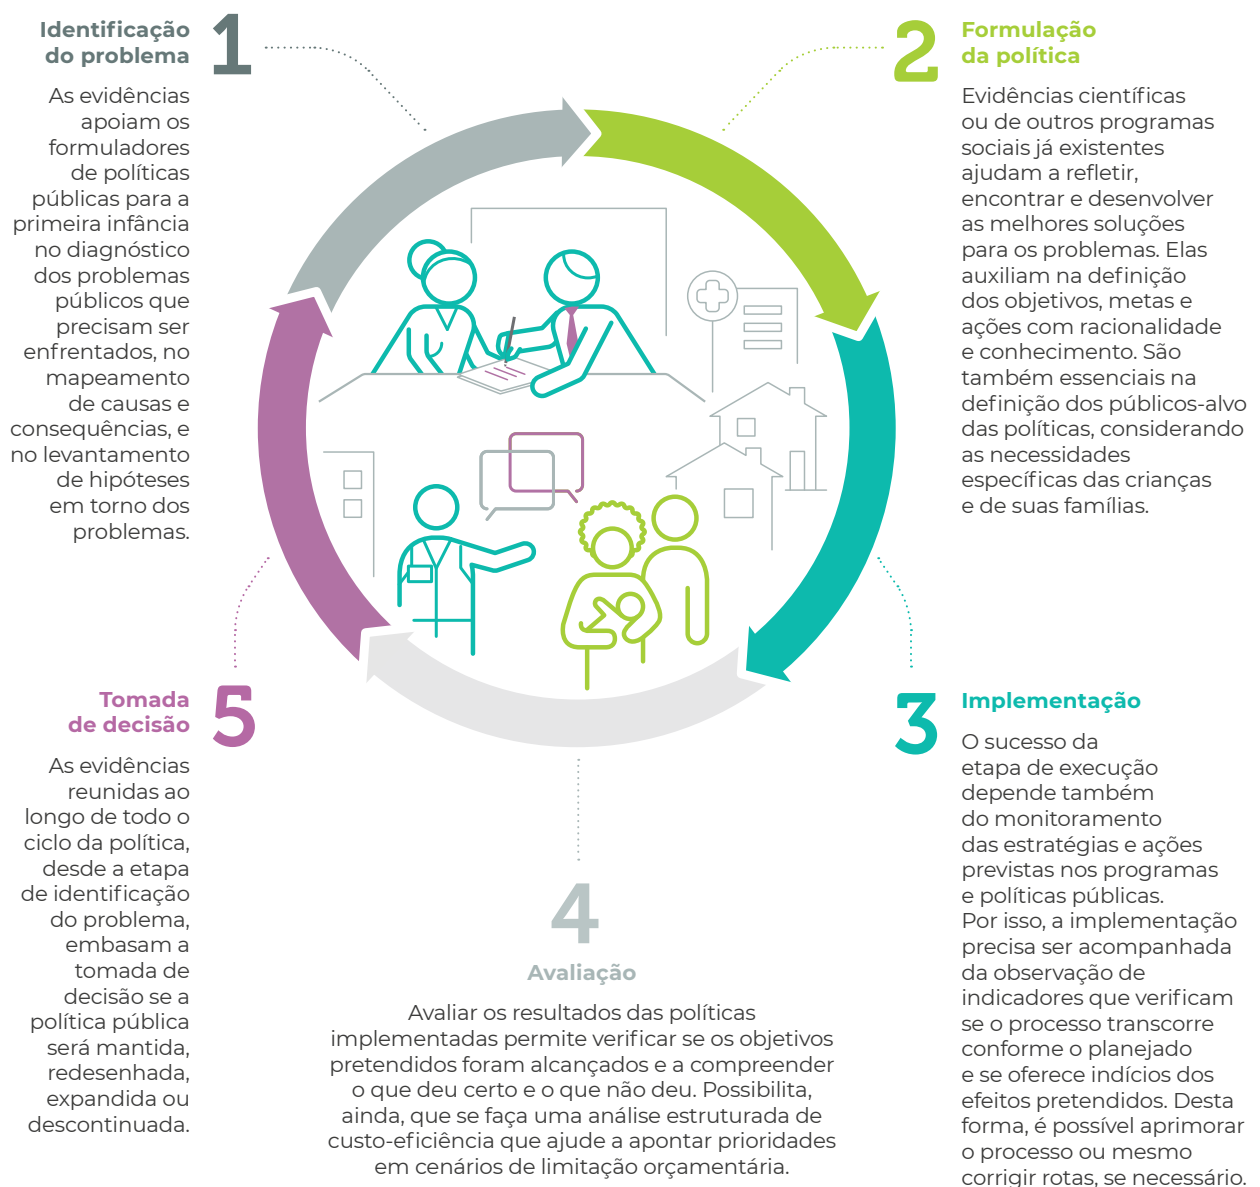 1
Identificação
do problema
As evidências
apoiam os
formuladores
de políticas
públicas para a
primeira infância
no diagnóstico
dos problemas
públicos que
precisam ser
enfrentados, no
mapeamento
de causas e
consequências, e
no levantamento
de hipóteses
em torno dos
problemas.
2
Formulação
da política
Evidências científicas
ou de outros programas
sociais já existentes
ajudam a refletir,
encontrar e desenvolver
as melhores soluções
para os problemas. Elas
auxiliam na definição
dos objetivos, metas e
ações com racionalidade
e conhecimento. São
também essenciais na
definição dos públicos-alvo
das políticas, considerando
as necessidades
específicas das crianças
e de suas famílias.
3
Implementação
O sucesso da
etapa de execução
depende também
do monitoramento
das estratégias e ações
previstas nos programas
e políticas públicas.
Por isso, a implementação
precisa ser acompanhada
da observação de
indicadores que verificam
se o processo transcorre
conforme o planejado
e se oferece indícios dos
efeitos pretendidos. Desta
forma, é possível aprimorar
o processo ou mesmo
corrigir rotas, se necessário.
4
Avaliação
Avaliar os resultados das políticas
implementadas permite verificar se os objetivos
pretendidos foram alcançados e a compreender
o que deu certo e o que não deu. Possibilita,
ainda, que se faça uma análise estruturada de
custo-eficiência que ajude a apontar prioridades
em cenários de limitação orçamentária.
5
Tomada
de decisão
As evidências
reunidas ao
longo de todo o
ciclo da política,
desde a etapa
de identificação
do problema,
embasam a
tomada de
decisão se a
política pública
será mantida,
redesenhada,
expandida ou
descontinuada.